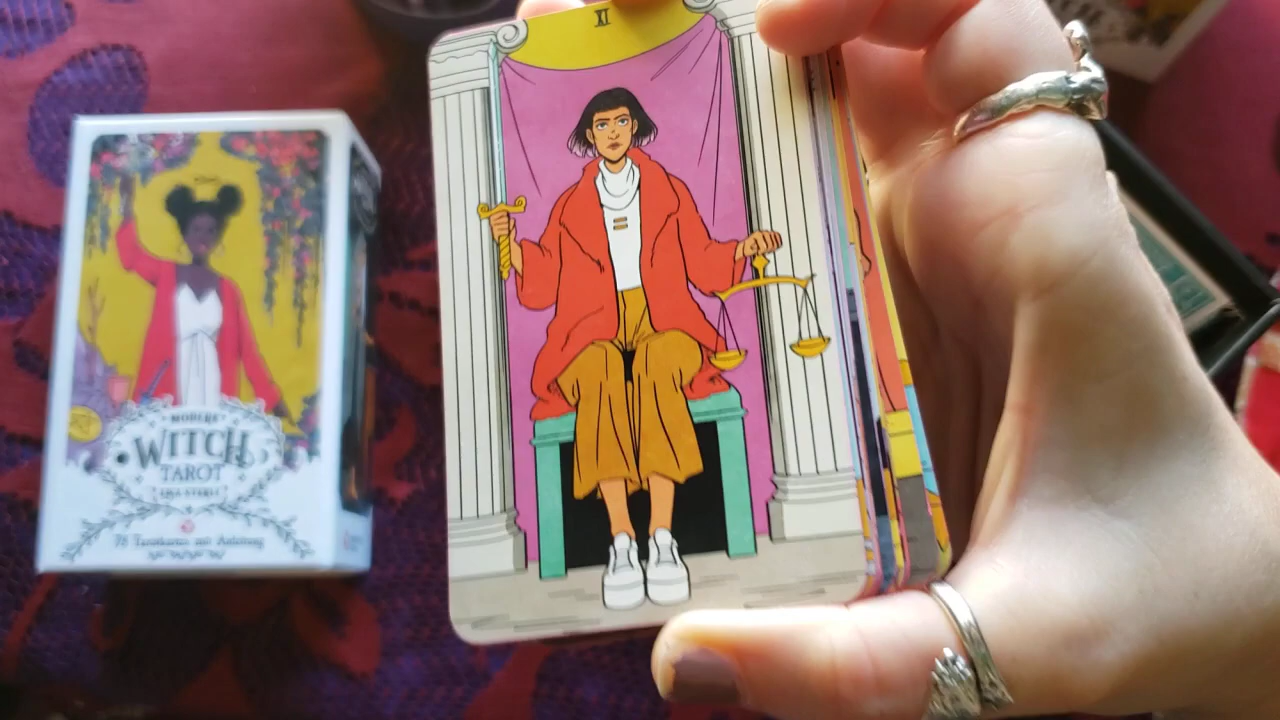 XI
MODERN
WITCH
TAROT
LISA STERLE
78 Tarotkarten mit Anleitung